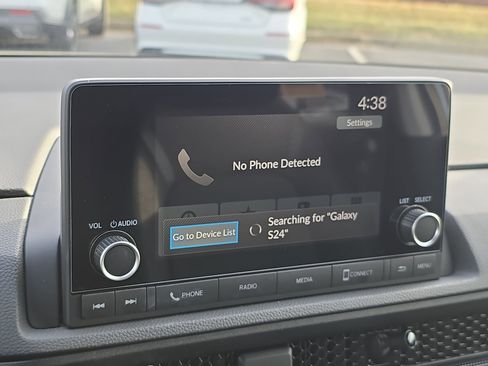 4:38
Settings
No Phone Detected
LIST SELECT
VOL AUDIO
Go to Device List
Searching for "Galaxy
S24"
PHONE RADIO MEDIA CONNECT MENU